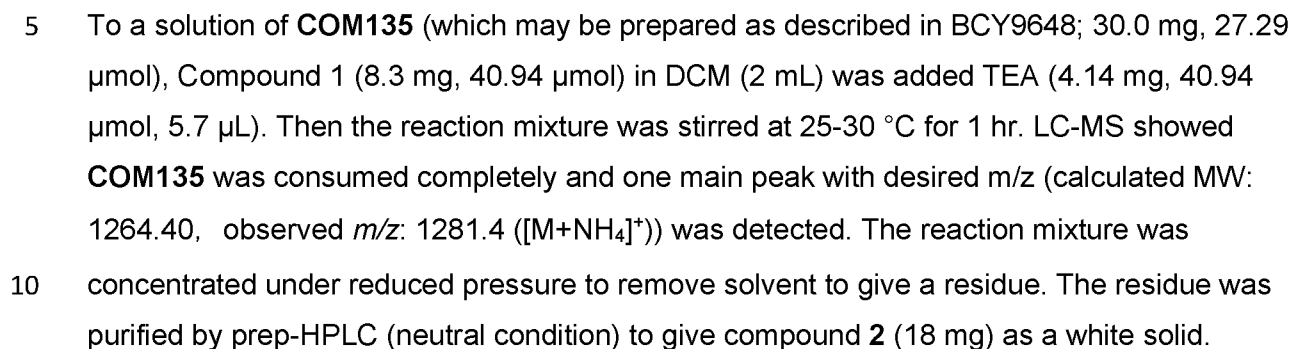 5 To a solution of COM135 (which may be prepared as described in BCY9648; 30.0 mg, 27.29
µmol), Compound 1 (8.3 mg, 40.94 µmol) in DCM (2 mL) was added TEA (4.14 mg, 40.94
µmol, 5.7 µL). Then the reaction mixture was stirred at 25-30 °C for 1 hr. LC-MS showed
COM135 was consumed completely and one main peak with desired m/z (calculated MW:
1264.40, observed m/z: 1281.4 ([M+NH₄]⁺)) was detected. The reaction mixture was
10 concentrated under reduced pressure to remove solvent to give a residue. The residue was
purified by prep-HPLC (neutral condition) to give compound 2 (18 mg) as a white solid.